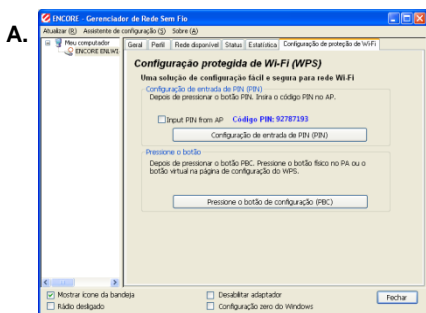 A.
ENCORE - Gerenciador de Rede Sem Fio
Atualizar (R) Assistente de configuração (S) Sobre (A)
Meu computador
ENCORE ENLWI
Geral Perfil Rede disponível Status Estatística Configuração de proteção de Wi-Fi
Configuração protegida de Wi-Fi (WPS)
Uma solução de configuração fácil e segura para rede Wi-Fi
Configuração de entrada de PIN (PIN)
Depois de pressionar o botão PIN. Insira o código PIN no AP.
Input PIN from AP Código PIN: 92787193
Configuração de entrada de PIN (PIN)
Pressione o botão
Depois de pressionar o botão PBC. Pressione o botão físico no PA ou o
botão virtual na página de configuração do WPS.
Pressione o botão de configuração (PBC)
Mostrar ícone da bandeja Desabilitar adaptador
Rádio desligado Configuração zero do Windows
Fechar